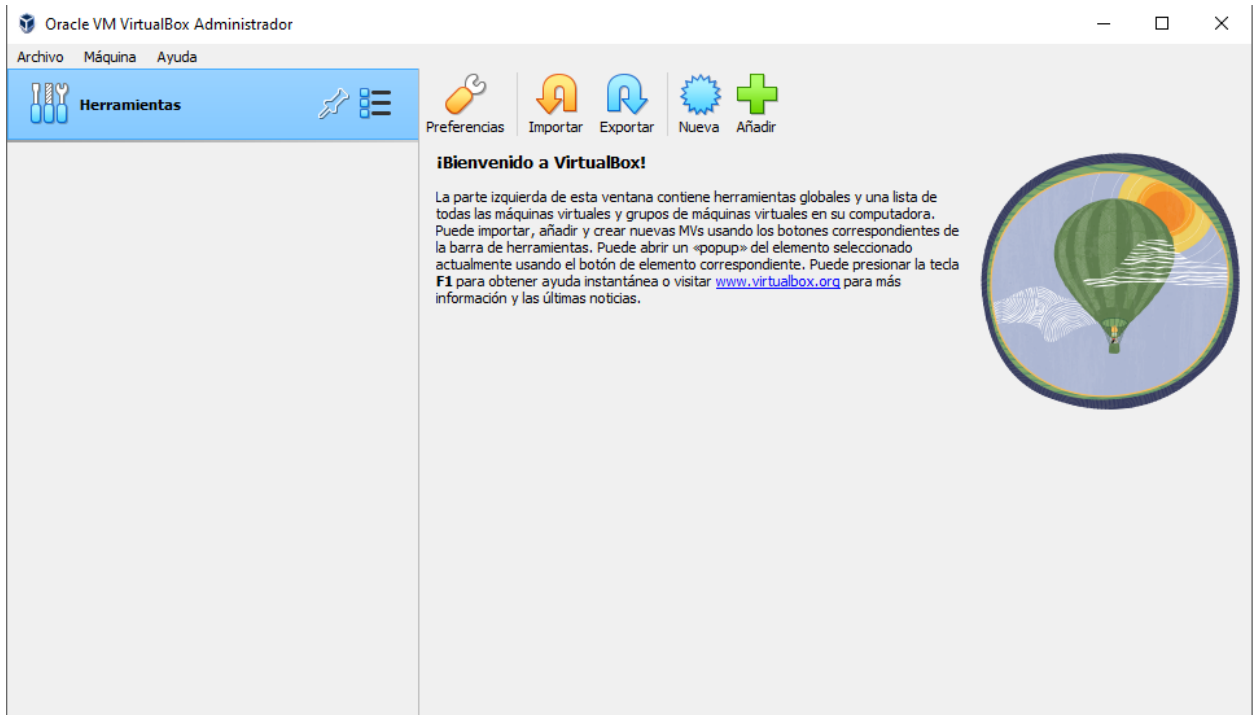 Oracle VM VirtualBox Administrador
Archivo Máquina Ayuda
Herramientas
Preferencias Importar Exportar Nueva Añadir
¡Bienvenido a VirtualBox!
La parte izquierda de esta ventana contiene herramientas globales y una lista de
todas las máquinas virtuales y grupos de máquinas virtuales en su computadora.
Puede importar, añadir y crear nuevas MVs usando los botones correspondientes de
la barra de herramientas. Puede abrir un «popup» del elemento seleccionado
actualmente usando el botón de elemento correspondiente. Puede presionar la tecla
F1 para obtener ayuda instantánea o visitar www.virtualbox.org para más
información y las últimas noticias.